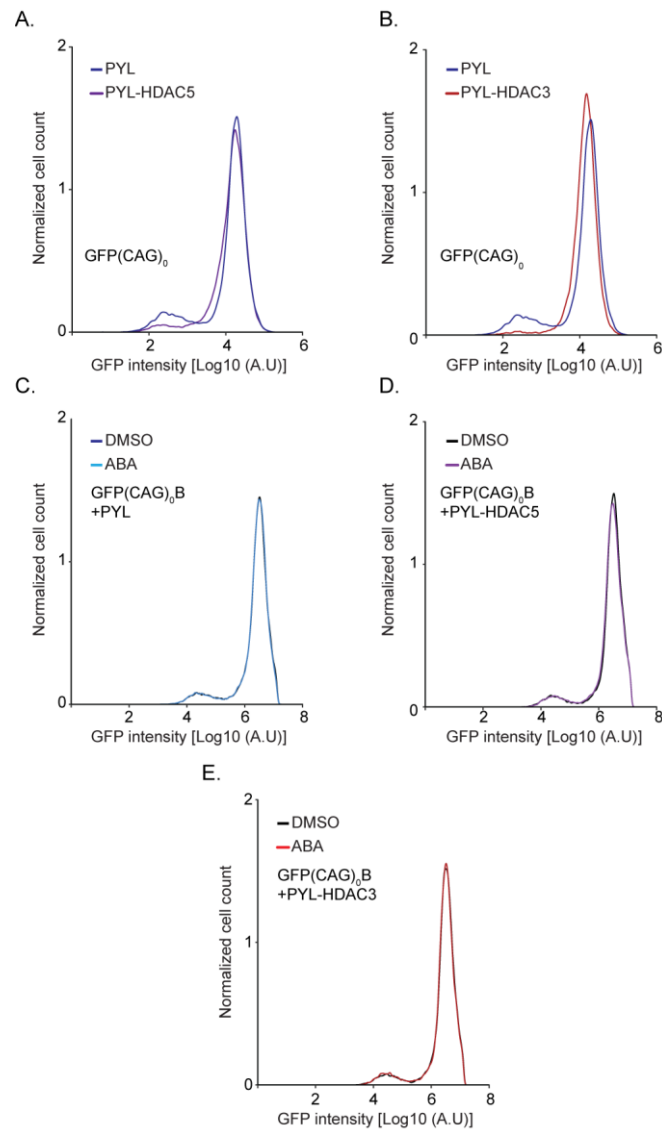 A.
2
PYL
PYL-HDAC5
Normalized cell count
1
GFP(CAG)0
0
2
4
6
GFP intensity [Log10 (A.U)]
B.
2
PYL
PYL-HDAC3
Normalized cell count
1
GFP(CAG)0
0
0
2
4
6
GFP intensity [Log10 (A.U)]
C.
2
DMSO
ABA
GFP(CAG)0B
+PYL
Normalized cell count
1
0
2
4
6
8
GFP intensity [Log10 (A.U)]
D.
2
DMSO
ABA
GFP(CAG)0B
+PYL-HDAC5
Normalized cell count
1
0
2
4
6
8
GFP intensity [Log10 (A.U)]
E.
2
DMSO
ABA
GFP(CAG)0B
+PYL-HDAC3
Normalized cell count
1
0
2
4
6
8
GFP intensity [Log10 (A.U)]